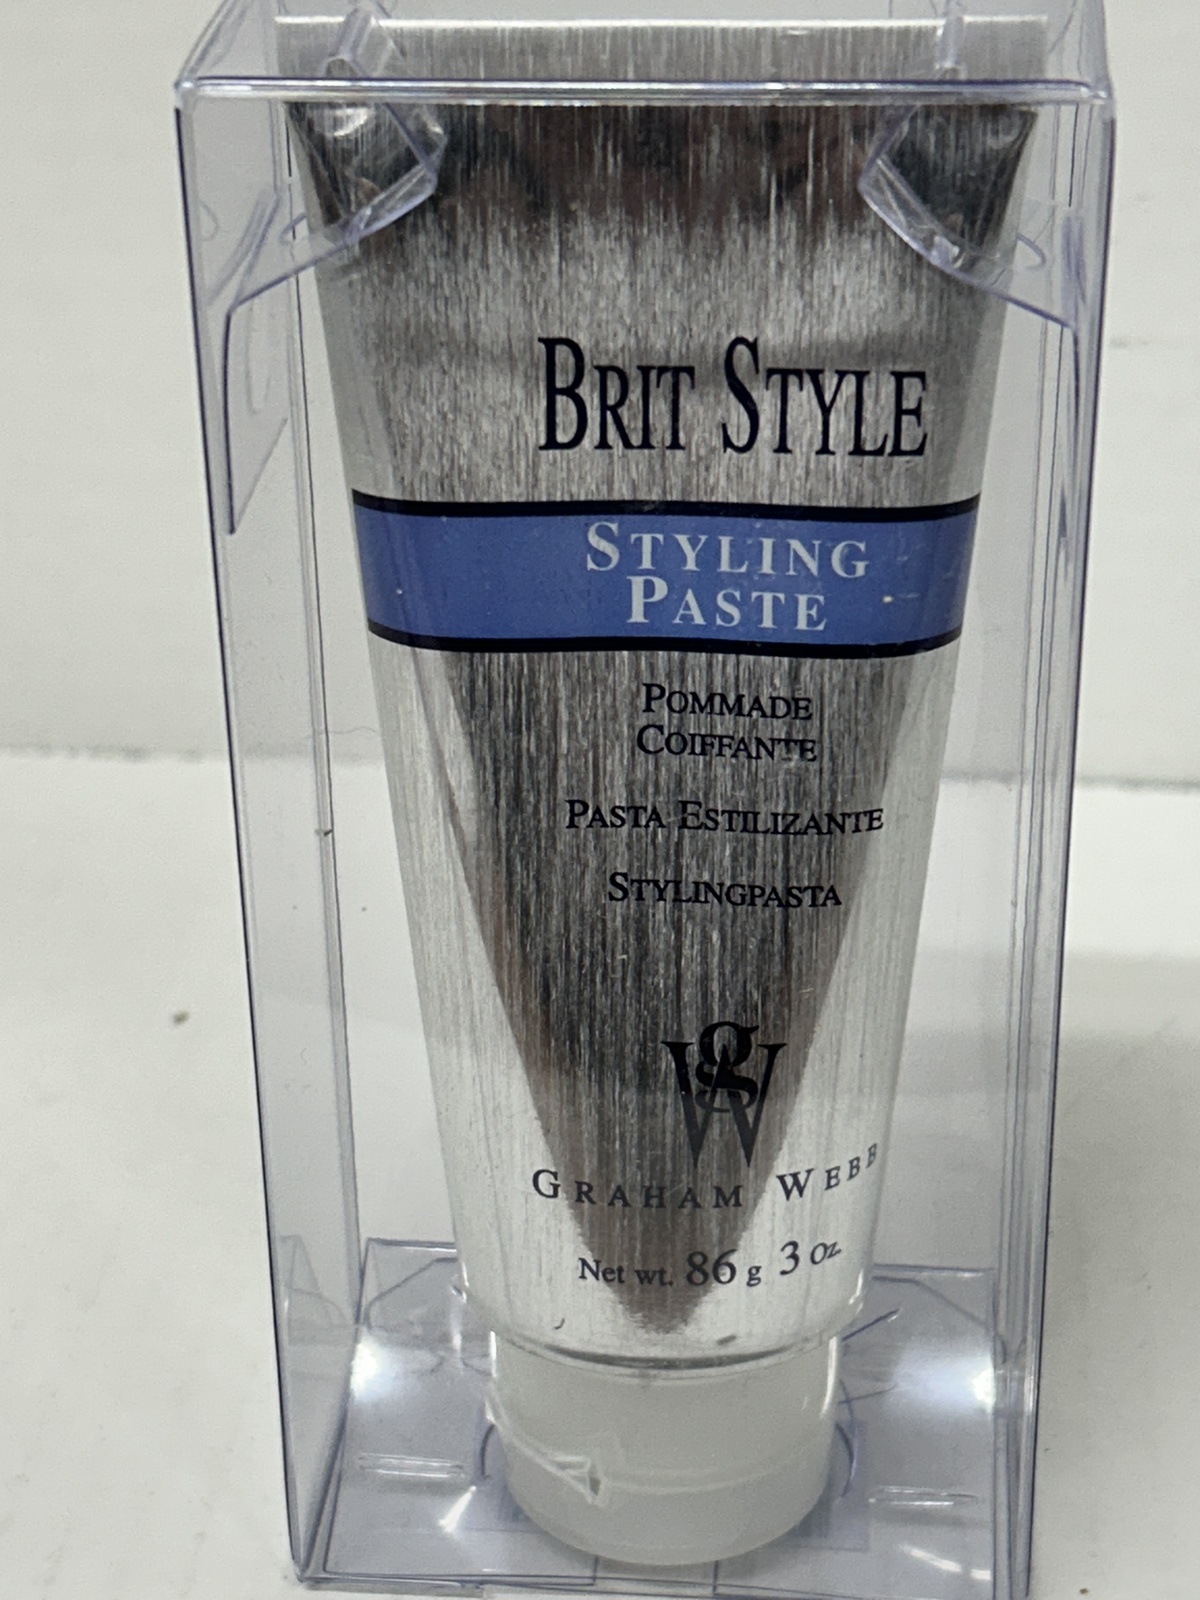 BRIT STYLE
STYLING
PASTE
POMMADE
COIFFANTE
PASTA ESTILIZANTE
STYLINGPASTA
gW
GRAHAM WEBB
Net wt. 86 g 3 oz.